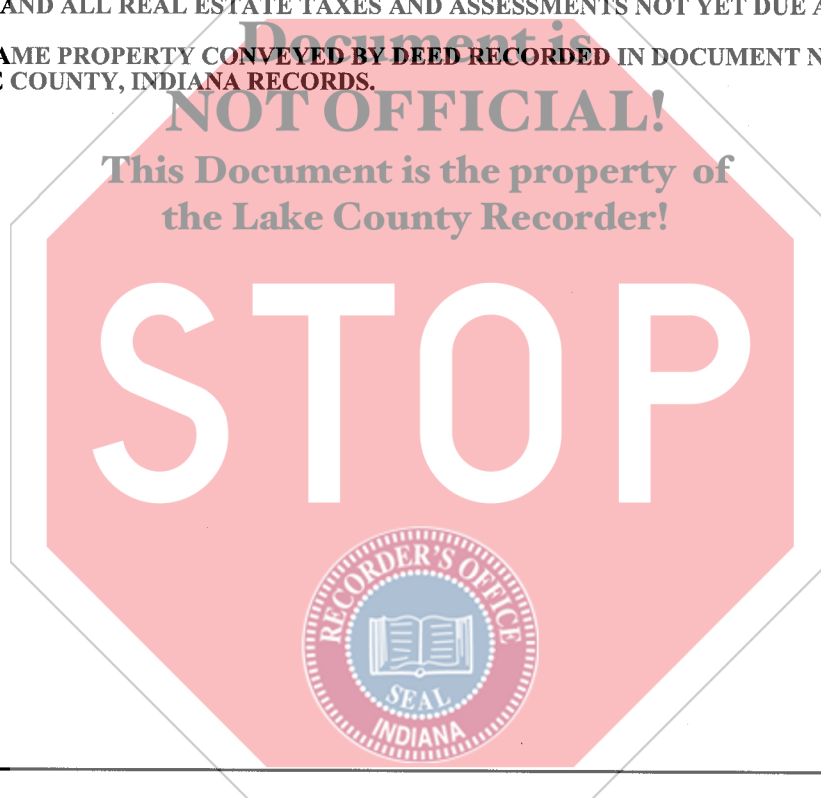 AND ALL REAL ESTATE TAXES AND ASSESSMENTS NOT YET DUE A
Document is
AME PROPERTY CONVEYED BY DEED RECORDED IN DOCUMENT N
COUNTY, INDIANA RECORDS.
NOT OFFICIAL!
This Document is the property of
the Lake County Recorder!
STOP
RECORDER'S OFFICE
SEAL
INDIANA